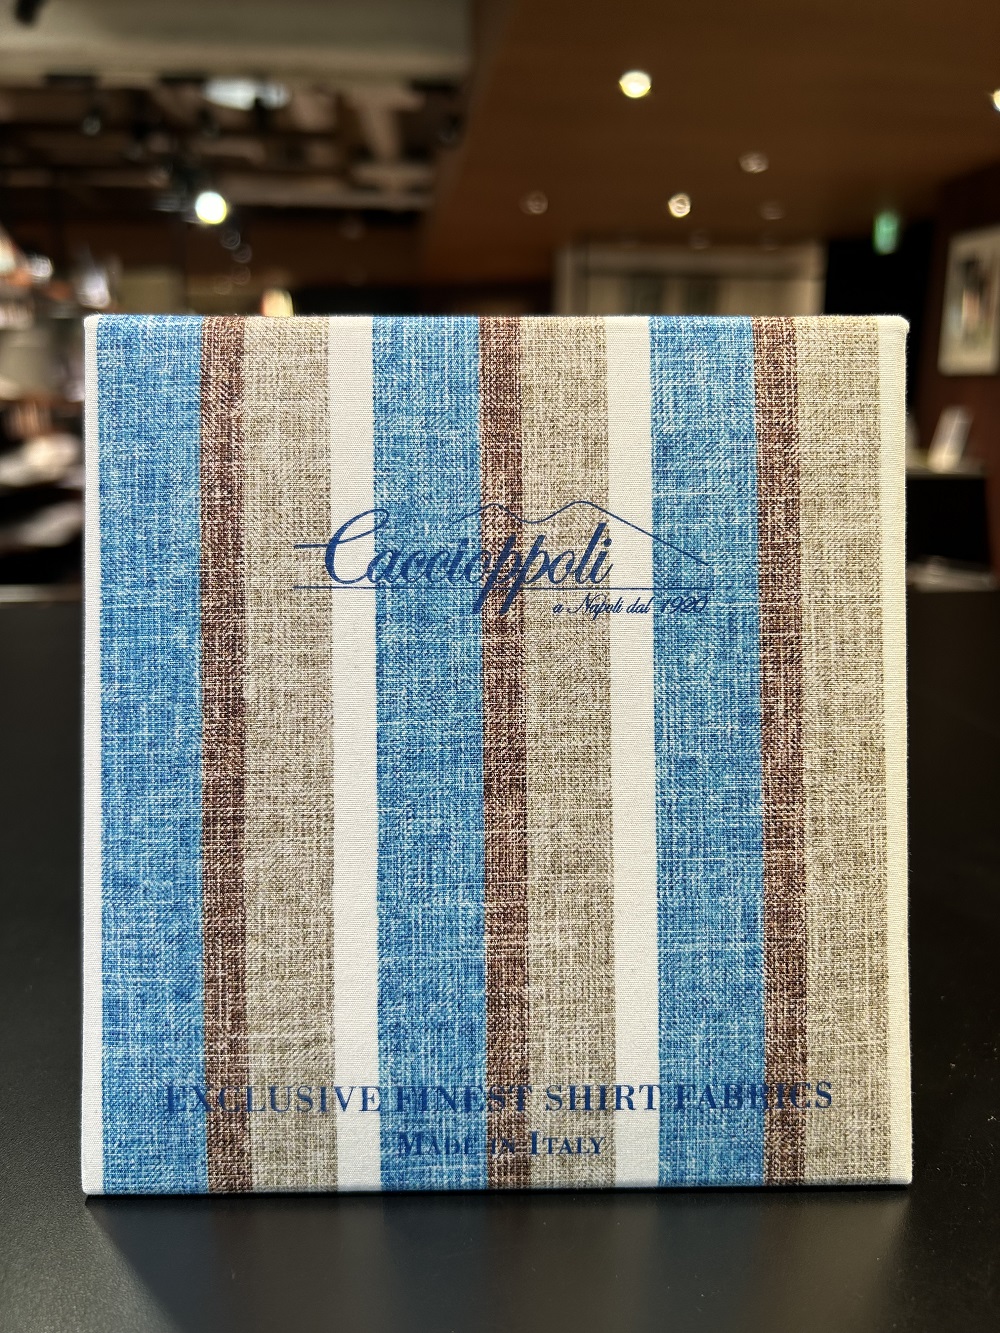 Caccioppoli
a Napoli dal 1920
EXCLUSIVE FINEST SHIRT FABRICS
MADE IN ITALY